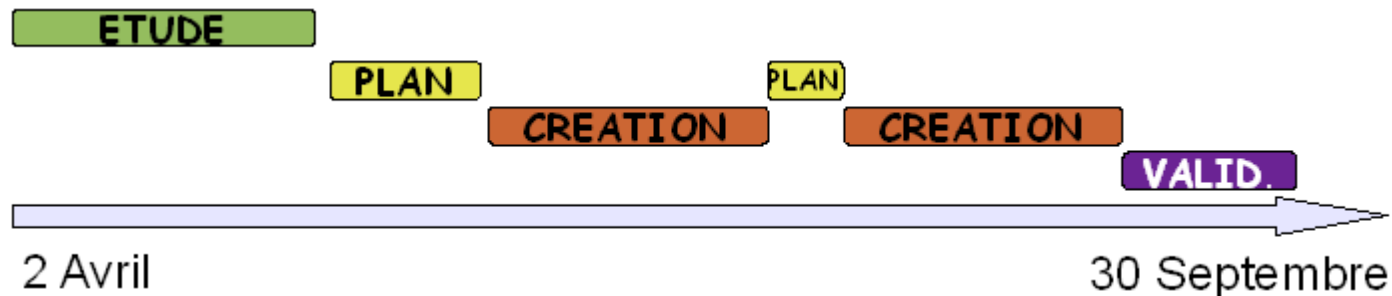 ETUDE
PLAN
PLAN
CREATION
CREATION
VALID.
2 Avril
30 Septembre